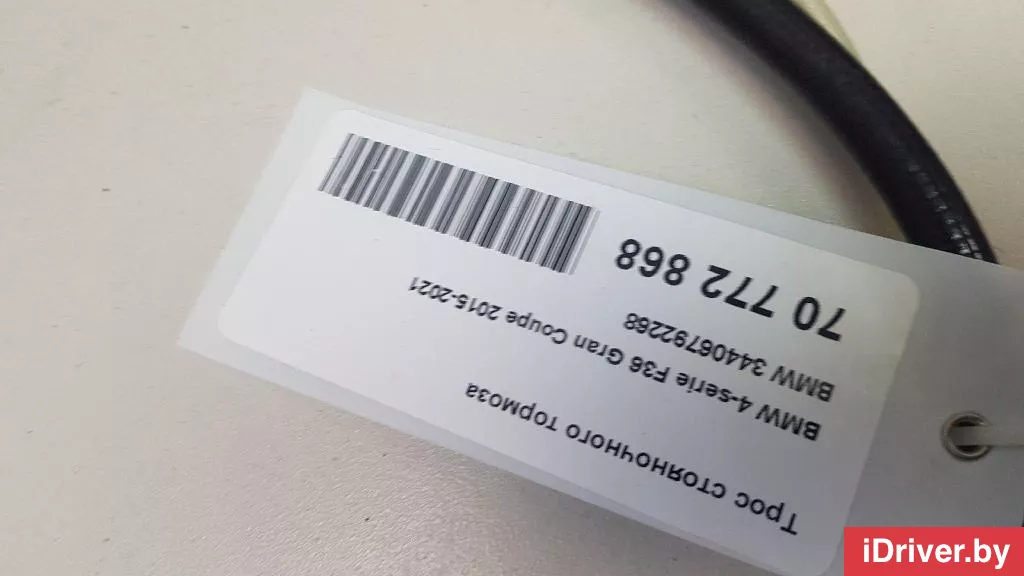 Трос стояночного тормоза
BMW 4-serie F36 Gran Coupe 2015-2021
BMW 34406792268
70 772 868
iDriver.by